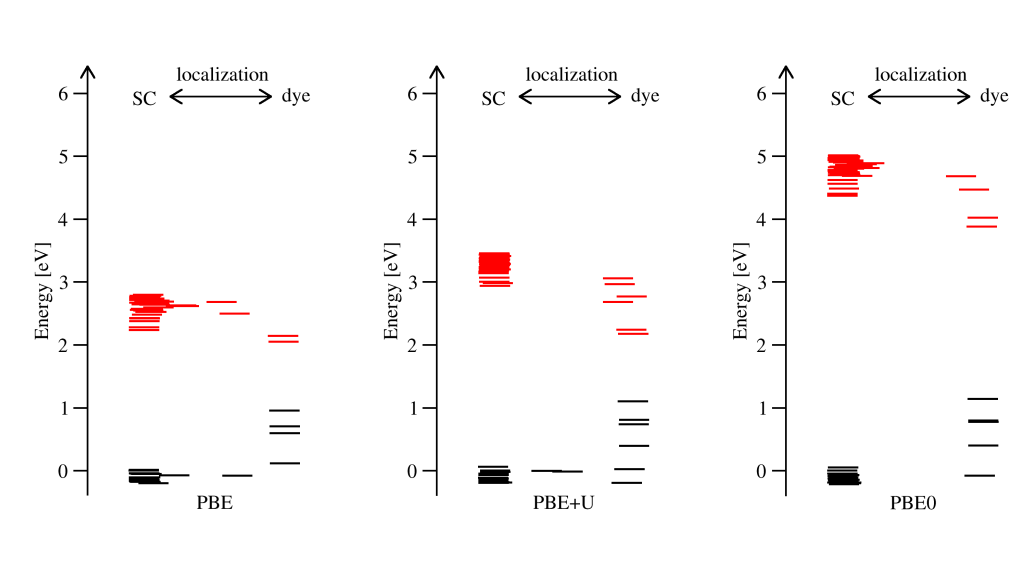 localization
SC
dye
6
5
4
3
2
1
0
Energy [eV]
PBE
localization
SC
dye
6
5
4
3
2
1
0
Energy [eV]
PBE+U
localization
SC
dye
6
5
4
3
2
1
0
Energy [eV]
PBE0